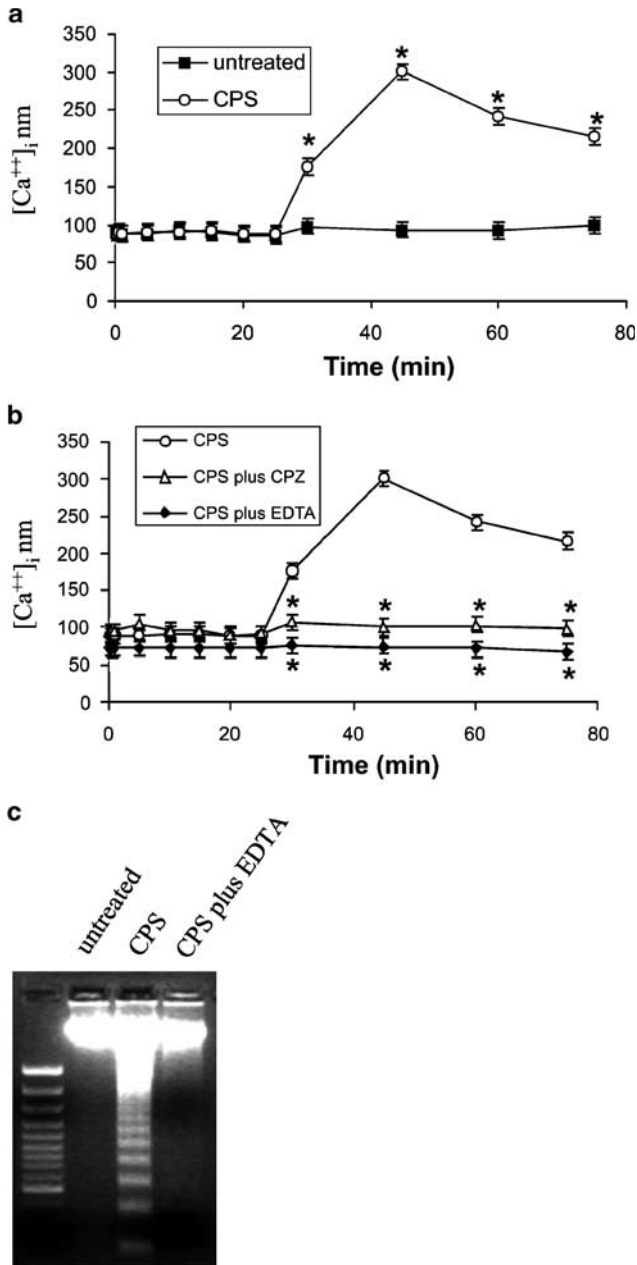 a
350
300
250
200
150
100
50
0
[Ca++]i nm
untreated
CPS
*
*
*
*
0
20
40
60
80
Time (min)
b
350
300
250
200
150
100
50
0
[Ca++]i nm
CPS
CPS plus CPZ
CPS plus EDTA
* * * *
* * * *
0 20 40 60 80
Time (min)
c
untreated
CPS
CPS plus EDTA